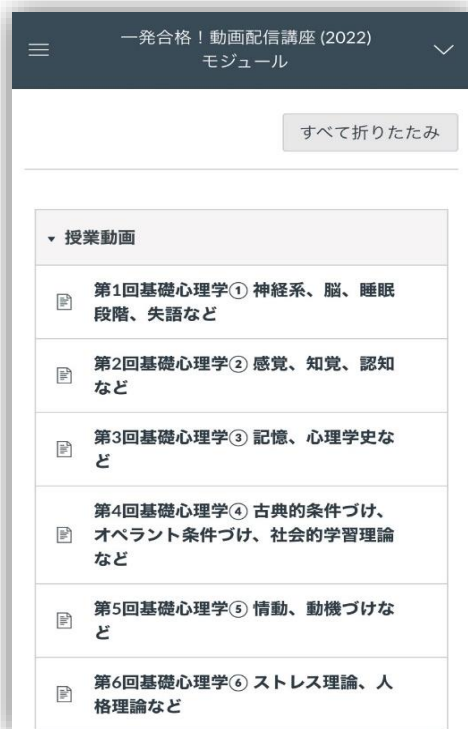 一発合格！動画配信講座 (2022)
モジュール
すべて折りたたみ
授業動画
第1回基礎心理学① 神経系、脳、睡眠
段階、失語など
第2回基礎心理学② 感覚、知覚、認知
など
第3回基礎心理学③ 記憶、心理学史な
ど
第4回基礎心理学④ 古典的条件づけ、
オペラント条件づけ、社会的学習理論
など
第5回基礎心理学⑤ 情動、動機づけな
ど
第6回基礎心理学⑥ ストレス理論、人
格理論など